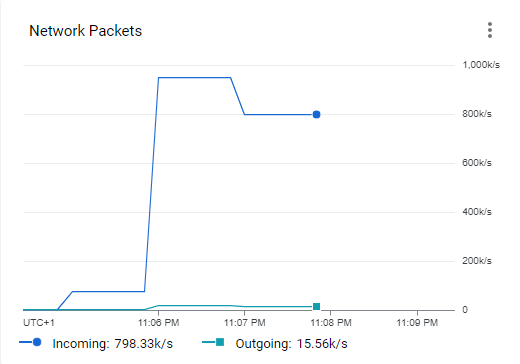 Network Packets
1,000k/s
800k/s
600k/s
400k/s
200k/s
0
UTC+1 11:06 PM 11:07 PM 11:08 PM 11:09 PM
Incoming: 798.33k/s Outgoing: 15.56k/s